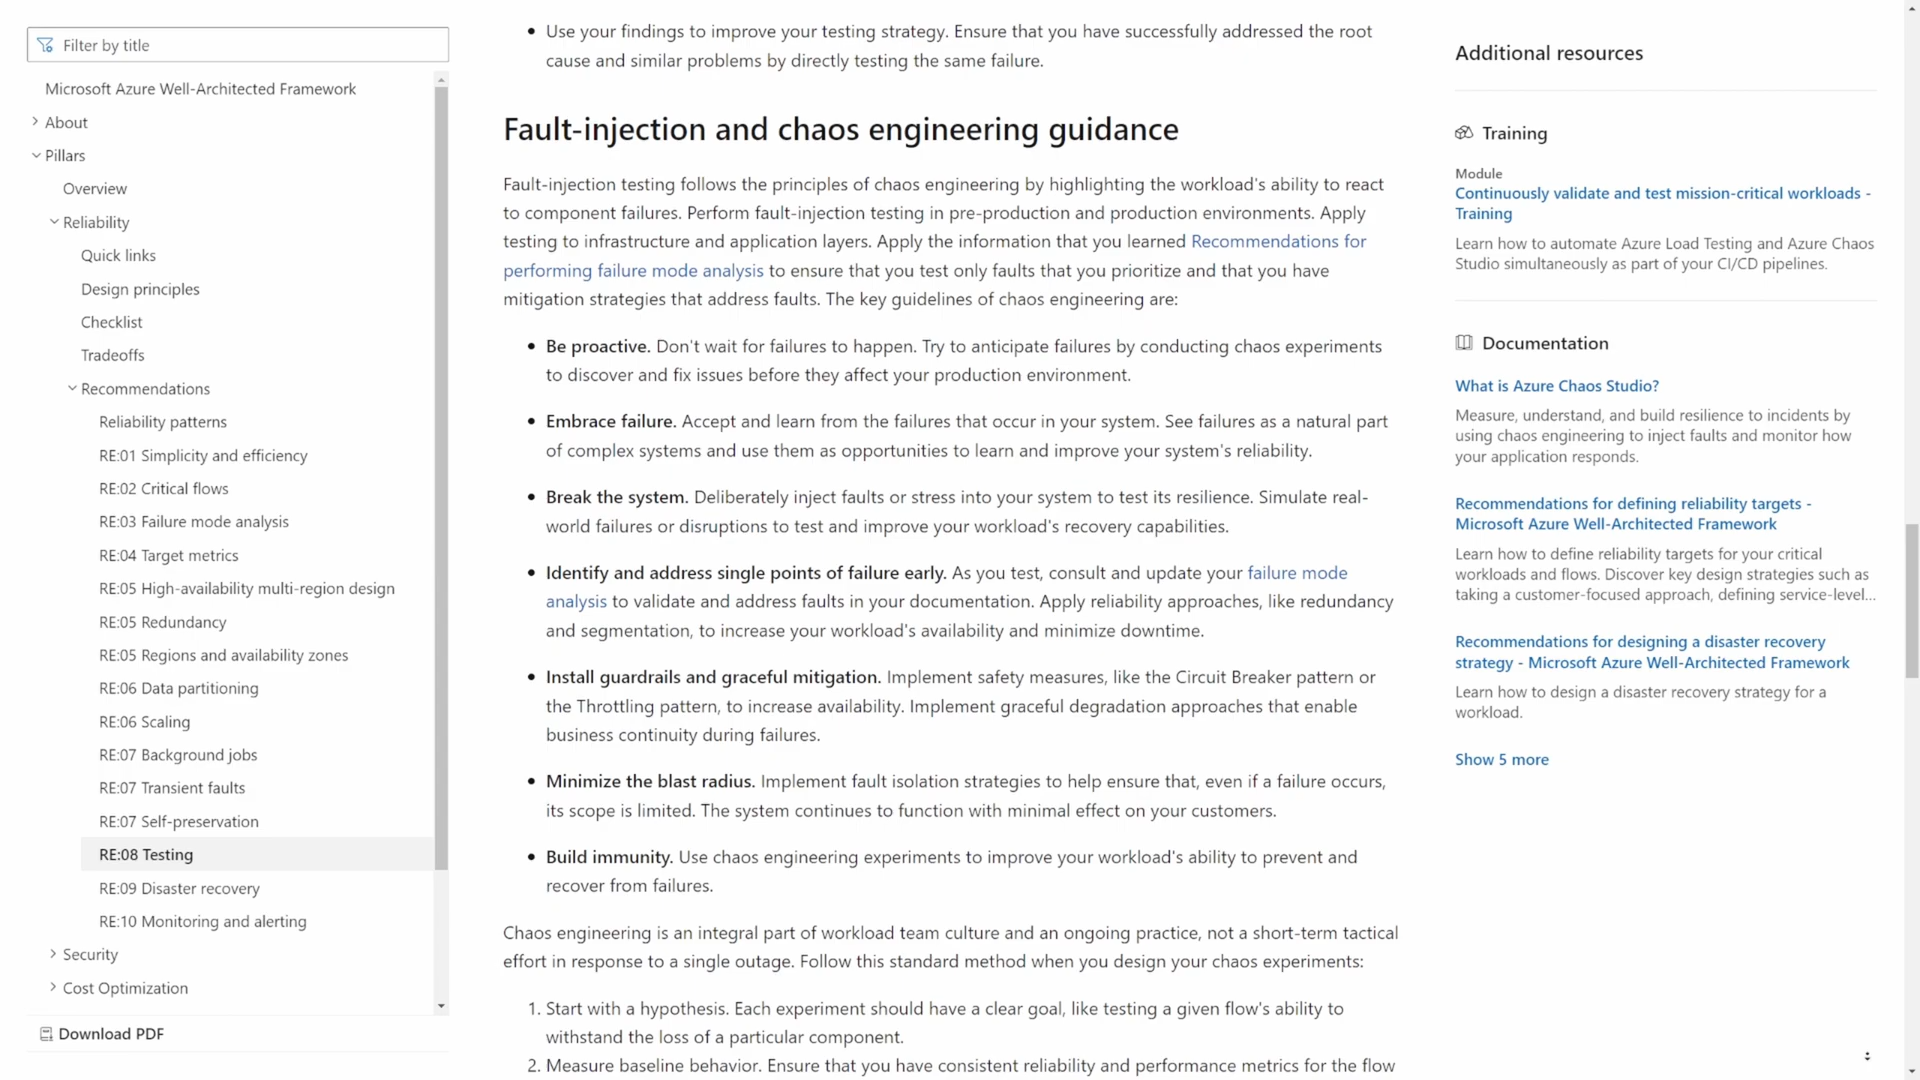 Filter by title
Microsoft Azure Well-Architected Framework
About
Pillars
Overview
Reliability
Quick links
Design principles
Checklist
Tradeoffs
Recommendations
Reliability patterns
RE:01 Simplicity and efficiency
RE:02 Critical flows
RE:03 Failure mode analysis
RE:04 Target metrics
RE:05 High-availability multi-region design
RE:05 Redundancy
RE:05 Regions and availability zones
RE:06 Data partitioning
RE:06 Scaling
RE:07 Background jobs
RE:07 Transient faults
RE:07 Self-preservation
RE:08 Testing
RE:09 Disaster recovery
RE:10 Monitoring and alerting
Security
Cost Optimization
Download PDF
• Use your findings to improve your testing strategy. Ensure that you have successfully addressed the root
cause and similar problems by directly testing the same failure.
Fault-injection and chaos engineering guidance
Fault-injection testing follows the principles of chaos engineering by highlighting the workload's ability to react
to component failures. Perform fault-injection testing in pre-production and production environments. Apply
testing to infrastructure and application layers. Apply the information that you learned Recommendations for
performing failure mode analysis to ensure that you test only faults that you prioritize and that you have
mitigation strategies that address faults. The key guidelines of chaos engineering are:
• Be proactive. Don't wait for failures to happen. Try to anticipate failures by conducting chaos experiments
to discover and fix issues before they affect your production environment.
• Embrace failure. Accept and learn from the failures that occur in your system. See failures as a natural part
of complex systems and use them as opportunities to learn and improve your system's reliability.
• Break the system. Deliberately inject faults or stress into your system to test its resilience. Simulate real-
world failures or disruptions to test and improve your workload's recovery capabilities.
• Identify and address single points of failure early. As you test, consult and update your failure mode
analysis to validate and address faults in your documentation. Apply reliability approaches, like redundancy
and segmentation, to increase your workload's availability and minimize downtime.
• Install guardrails and graceful mitigation. Implement safety measures, like the Circuit Breaker pattern or
the Throttling pattern, to increase availability. Implement graceful degradation approaches that enable
business continuity during failures.
• Minimize the blast radius. Implement fault isolation strategies to help ensure that, even if a failure occurs,
its scope is limited. The system continues to function with minimal effect on your customers.
• Build immunity. Use chaos engineering experiments to improve your workload's ability to prevent and
recover from failures.
Chaos engineering is an integral part of workload team culture and an ongoing practice, not a short-term tactical
effort in response to a single outage. Follow this standard method when you design your chaos experiments:
1. Start with a hypothesis. Each experiment should have a clear goal, like testing a given flow's ability to
withstand the loss of a particular component.
2. Measure baseline behavior. Ensure that you have consistent reliability and performance metrics for the flow
Additional resources
Training
Module
Continuously validate and test mission-critical workloads -
Training
Learn how to automate Azure Load Testing and Azure Chaos
Studio simultaneously as part of your CI/CD pipelines.
Documentation
What is Azure Chaos Studio?
Measure, understand, and build resilience to incidents by
using chaos engineering to inject faults and monitor how
your application responds.
Recommendations for defining reliability targets -
Microsoft Azure Well-Architected Framework
Learn how to define reliability targets for your critical
workloads and flows. Discover key design strategies such as
taking a customer-focused approach, defining service-level...
Recommendations for designing a disaster recovery
strategy - Microsoft Azure Well-Architected Framework
Learn how to design a disaster recovery strategy for a
workload.
Show 5 more